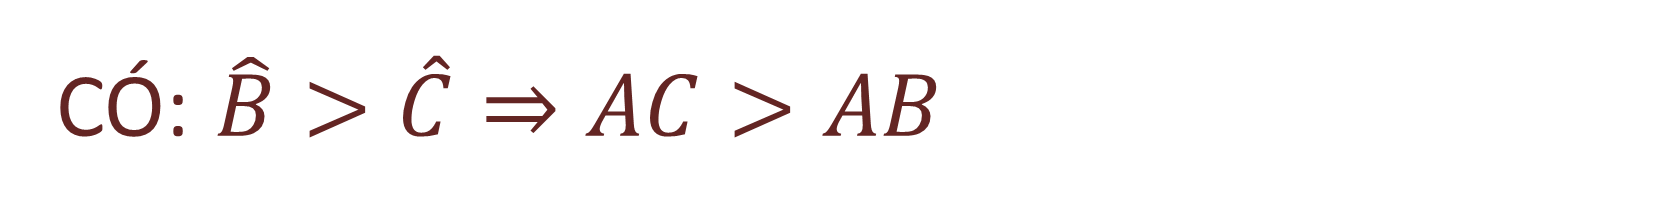 CÓ: B̂ > Ĉ ⇒ AC > AB